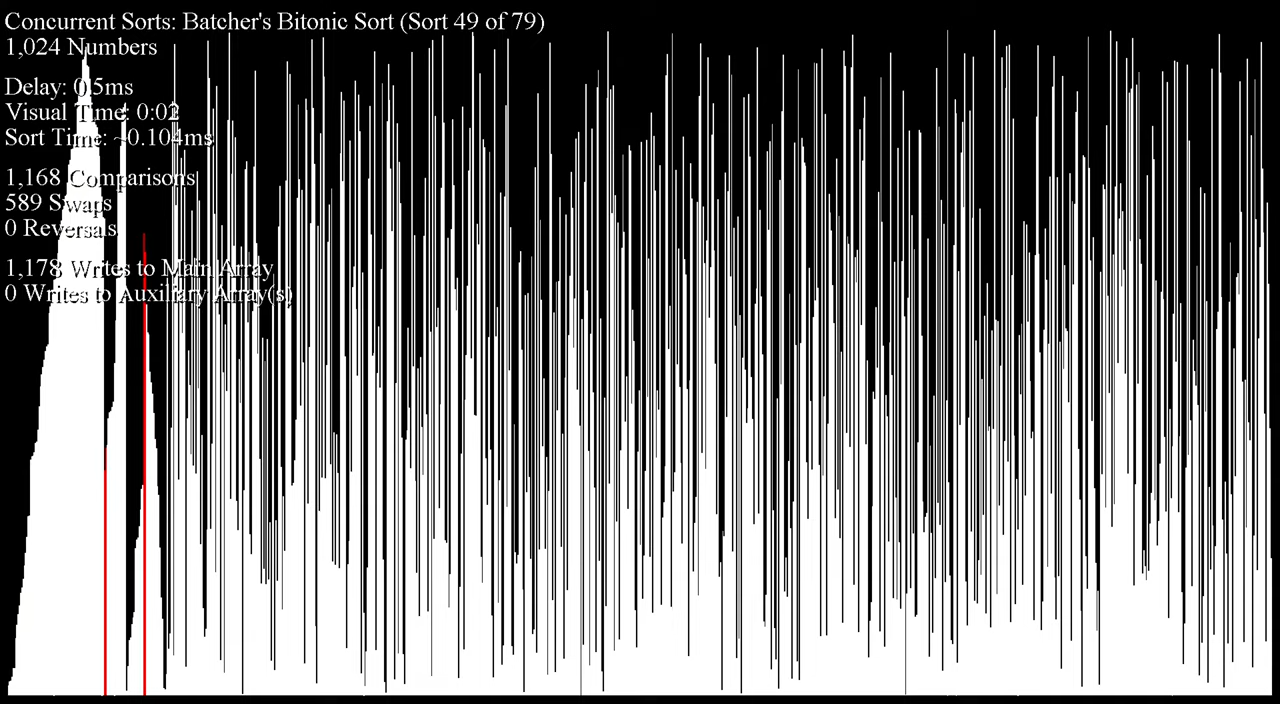 Concurrent Sorts: Batcher's Bitonic Sort (Sort 49 of 79)
1,024 Numbers
Delay: 0.5ms
Visual Time: 0:02
Sort Time: ~0.104ms
1,168 Comparisons
589 Swaps
0 Reversals
1,178 Writes to Main Array
0 Writes to Auxiliary Array(s)